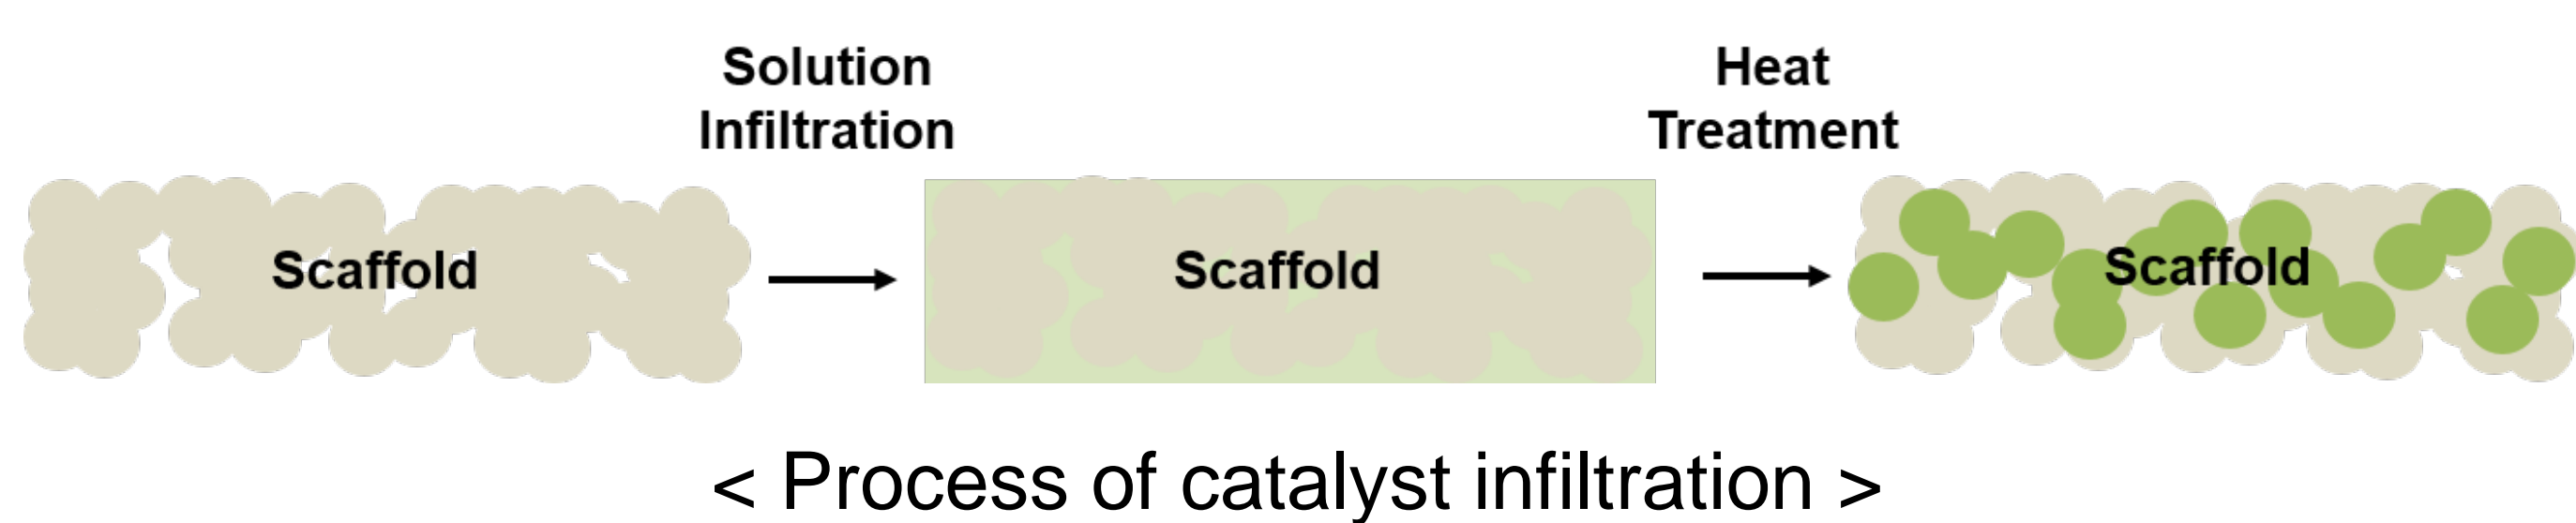 Solution
Infiltration
Heat
Treatment
Scaffold
Scaffold
Scaffold
< Process of catalyst infiltration >